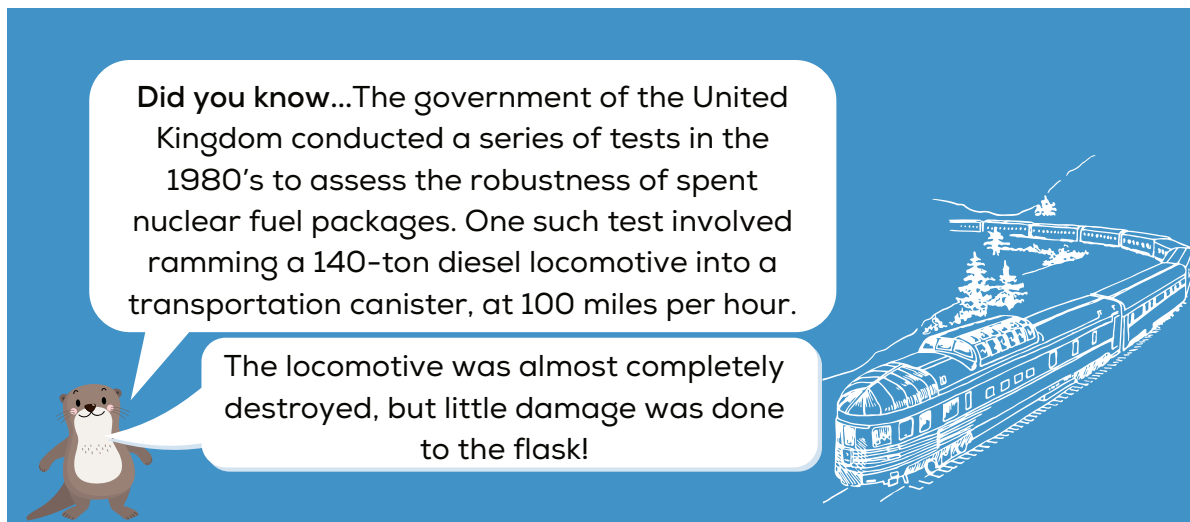 Did you know...The government of the United
Kingdom conducted a series of tests in the
1980's to assess the robustness of spent
nuclear fuel packages. One such test involved
ramming a 140-ton diesel locomotive into a
transportation canister, at 100 miles per hour.
The locomotive was almost completely
destroyed, but little damage was done
to the flask!